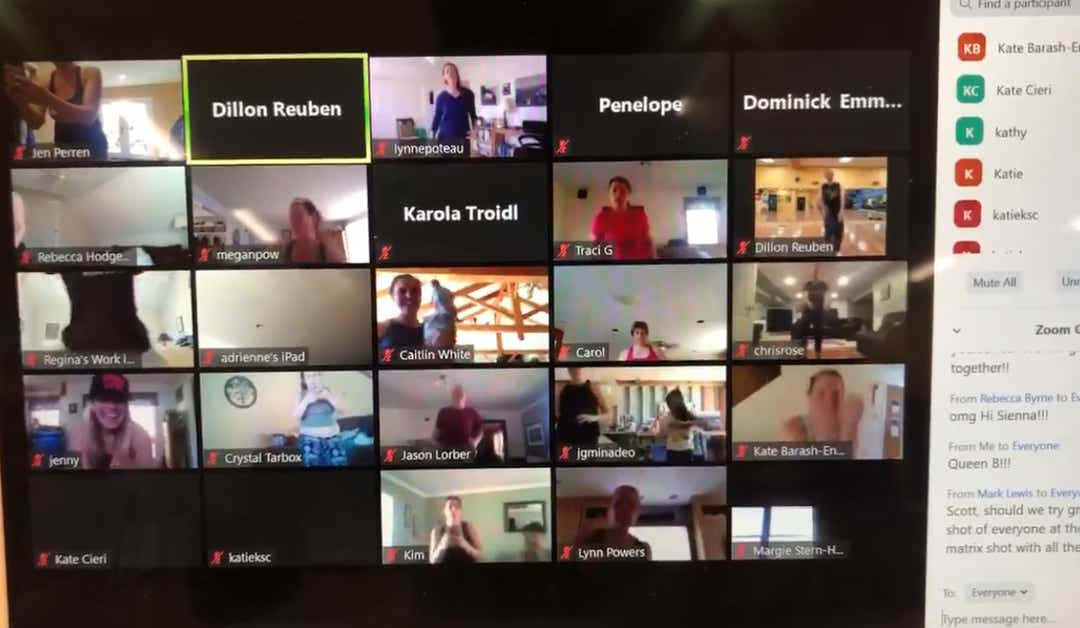 Find a participant
KB Kate Barash-E
KC Kate Cieri
K kathy
K Katie
K katieksc
Mute All
Zoom G
together!!
From Rebecca Byrne to Ev
omg Hi Sienna!!!
From Me to Everyone
Queen B!!!
From Mark Lewis to Every
Scott, should we try gr
shot of everyone at the
matrix shot with all the
To: Everyone
Type message here...
Jen Perren
Dillon Reuben
lynnepoteau
Penelope
Dominick Emm...
Rebecca Hodge...
meganpow
Karola Troidl
Traci G
Dillon Reuben
Regina's Work i...
adrienne's iPad
Caitlin White
Carol
chrisrose
jenny
Crystal Tarbox
Jason Lorber
jgminadeo
Kate Barash-En...
Kate Cieri
katieksc
Kim
Lynn Powers
Margie Stern-H...